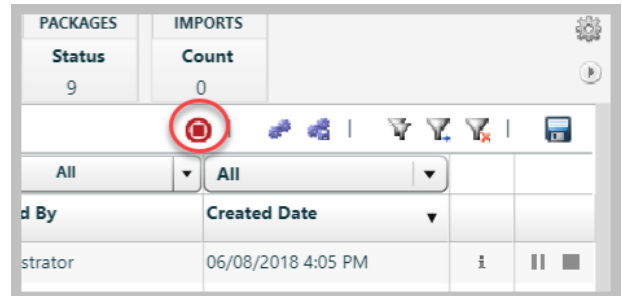 PACKAGES IMPORTS
Status Count
9 0
All All
d By Created Date
strator 06/08/2018 4:05 PM i